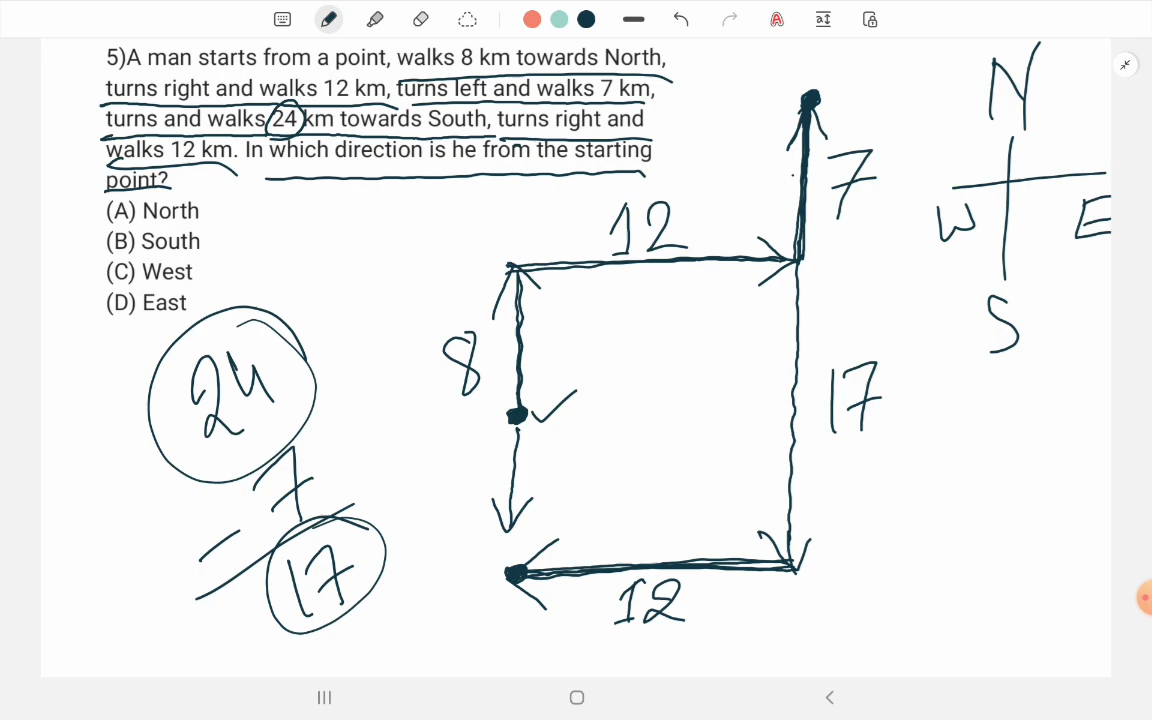 5)A man starts from a point, walks 8 km towards North,
turns right and walks 12 km, turns left and walks 7 km,
turns and walks 24 km towards South, turns right and
walks 12 km. In which direction is he from the starting
point?
(A) North
(B) South
(C) West
(D) East
N
W E
S
7
12
8
17
12
24
- 7
17